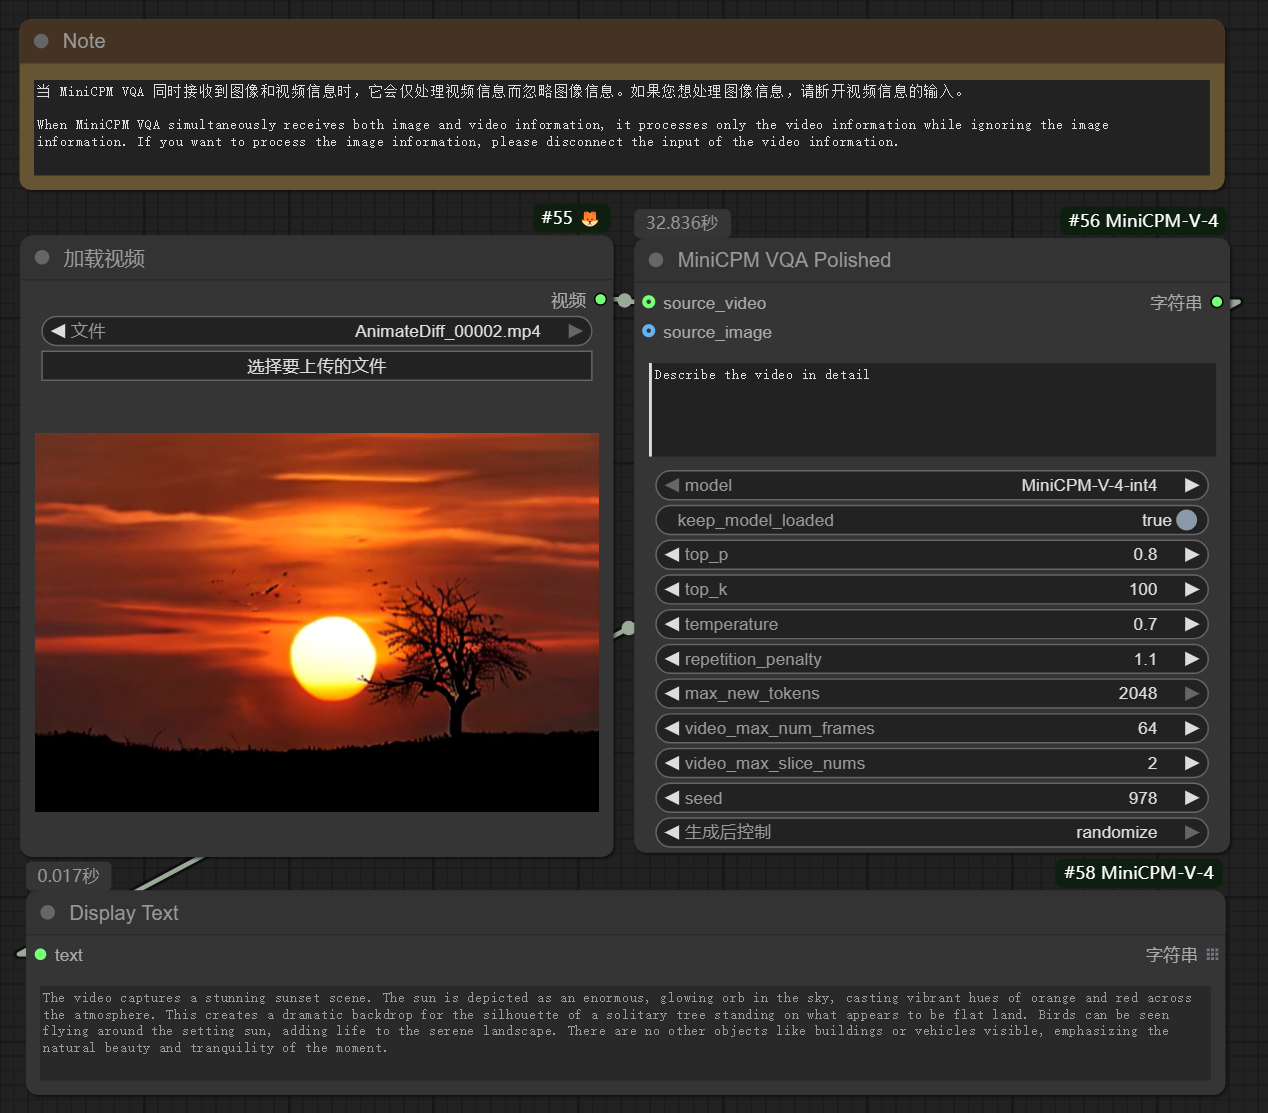 Note
当 MiniCPM VQA 同时接收到图像和视频信息时，它会仅处理视频信息而忽略图像信息。如果您想处理图像信息，请断开视频信息的输入。
When MiniCPM VQA simultaneously receives both image and video information, it processes only the video information while ignoring the image
information. If you want to process the image information, please disconnect the input of the video information.
#55 🦊
加载视频
视频
文件 AnimateDiff_00002.mp4
选择要上传的文件
32.836秒
#56 MiniCPM-V-4
MiniCPM VQA Polished
source_video 字符串
source_image
Describe the video in detail
model MiniCPM-V-4-int4
keep_model_loaded true
top_p 0.8
top_k 100
temperature 0.7
repetition_penalty 1.1
max_new_tokens 2048
video_max_num_frames 64
video_max_slice_nums 2
seed 978
生成后控制 randomize
0.017秒
#58 MiniCPM-V-4
Display Text
text 字符串
The video captures a stunning sunset scene. The sun is depicted as an enormous, glowing orb in the sky, casting vibrant hues of orange and red across
the atmosphere. This creates a dramatic backdrop for the silhouette of a solitary tree standing on what appears to be flat land. Birds can be seen
flying around the setting sun, adding life to the serene landscape. There are no other objects like buildings or vehicles visible, emphasizing the
natural beauty and tranquility of the moment.